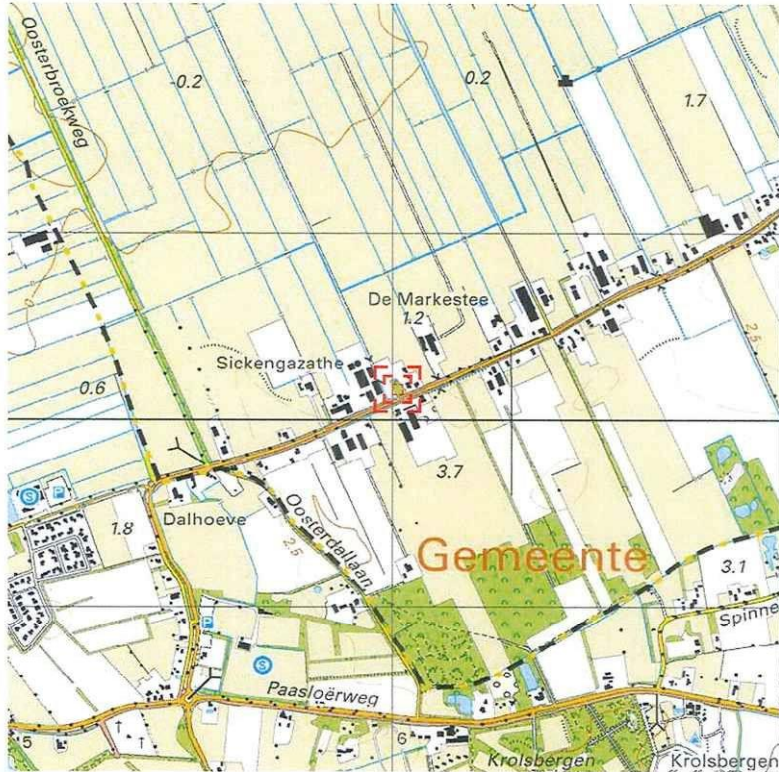 Oosterbroekweg
-0.2
0.2
1.7
De Markestee
1.2
2.5
Sickengazathe
0.6
3.7
S
P
Dalhoeve
1.8
Oosterdallaan
2.5
Gemeente
3.1
Spinne
P
S
Paasloërweg
5
6
Krolsbergen
Krolsbergen